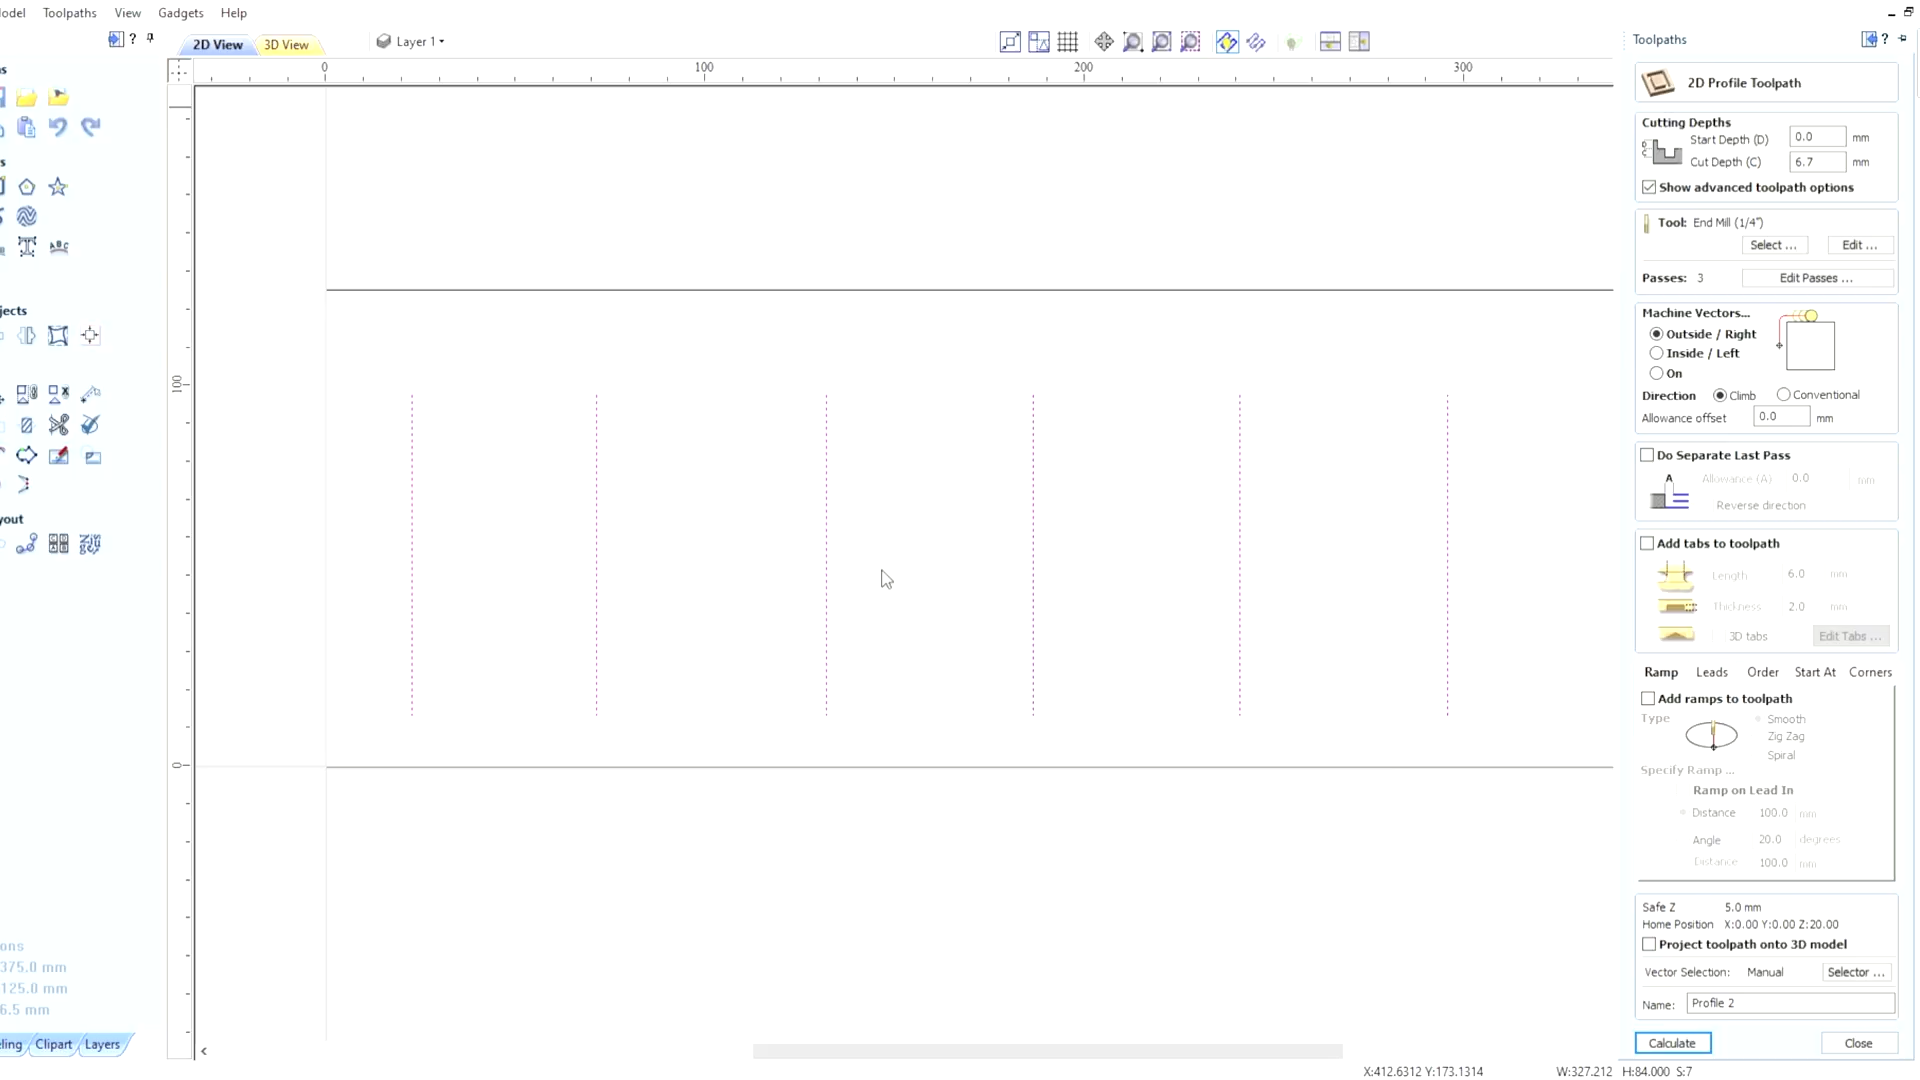 odel Toolpaths View Gadgets Help
?
2D View 3D View Layer 1
0 100 200 300
100
0
s
s
jects
yout
ons
375.0 mm
125.0 mm
6.5 mm
eling Clipart Layers
Toolpaths ?
2D Profile Toolpath
Cutting Depths
Start Depth (D) 0.0 mm
Cut Depth (C) 6.7 mm
Show advanced toolpath options
Tool: End Mill (1/4")
Select ... Edit ...
Passes: 3 Edit Passes ...
Machine Vectors...
Outside / Right
Inside / Left
On
Direction Climb Conventional
Allowance offset 0.0 mm
Do Separate Last Pass
A Allowance (A) 0.0 mm
Reverse direction
Add tabs to toolpath
Length 6.0 mm
Thickness 2.0 mm
3D tabs Edit Tabs ...
Ramp Leads Order Start At Corners
Add ramps to toolpath
Type Smooth
Zig Zag
Spiral
Specify Ramp ...
Ramp on Lead In
Distance 100.0 mm
Angle 20.0 degrees
Distance 100.0 mm
Safe Z 5.0 mm
Home Position X:0.00 Y:0.00 Z:20.00
Project toolpath onto 3D model
Vector Selection: Manual Selector ...
Name: Profile 2
Calculate Close
X:412.6312 Y:173.1314 W:327.212 H:84.000 S:7